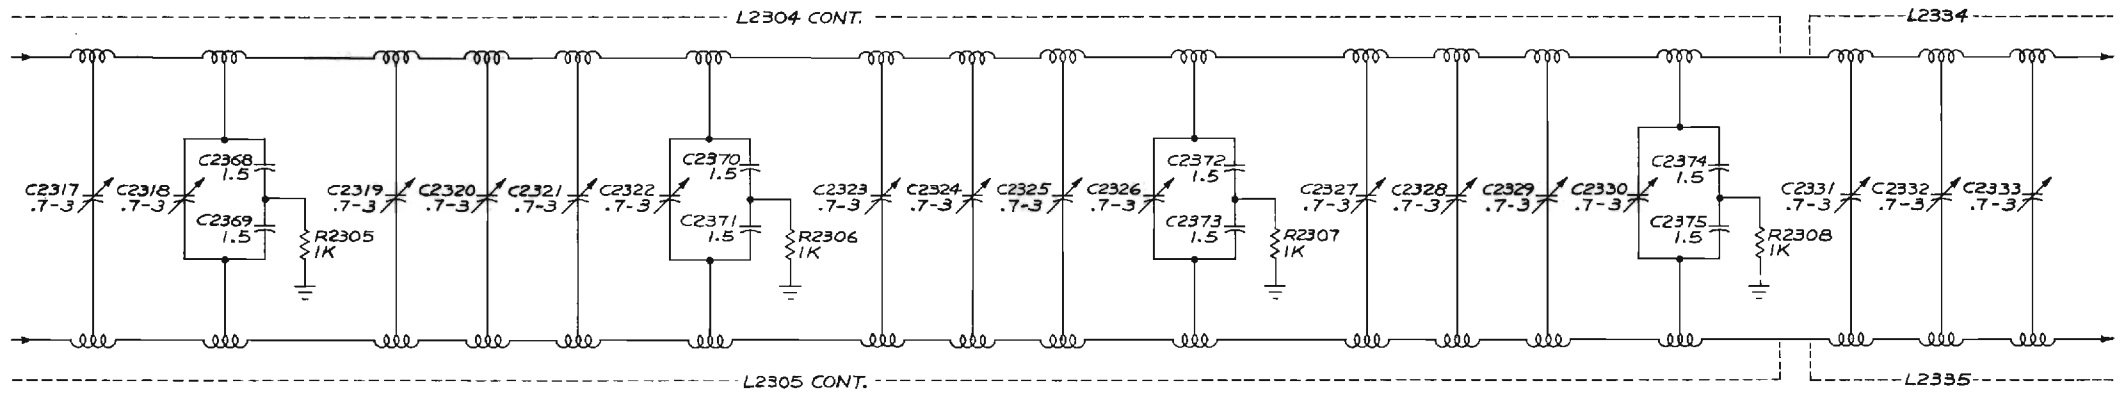 L2304 CONT.
L2334
C2368
1.5
C2370
1.5
C2372
1.5
C2374
1.5
C2317
.7-3
C2318
.7-3
C2319
.7-3
C2320
.7-3
C2321
.7-3
C2322
.7-3
C2323
.7-3
C2324
.7-3
C2325
.7-3
C2326
.7-3
C2327
.7-3
C2328
.7-3
C2329
.7-3
C2330
.7-3
C2331
.7-3
C2332
.7-3
C2333
.7-3
C2369
1.5
C2371
1.5
C2373
1.5
C2375
1.5
R2305
1K
R2306
1K
R2307
1K
R2308
1K
L2305 CONT.
L2335